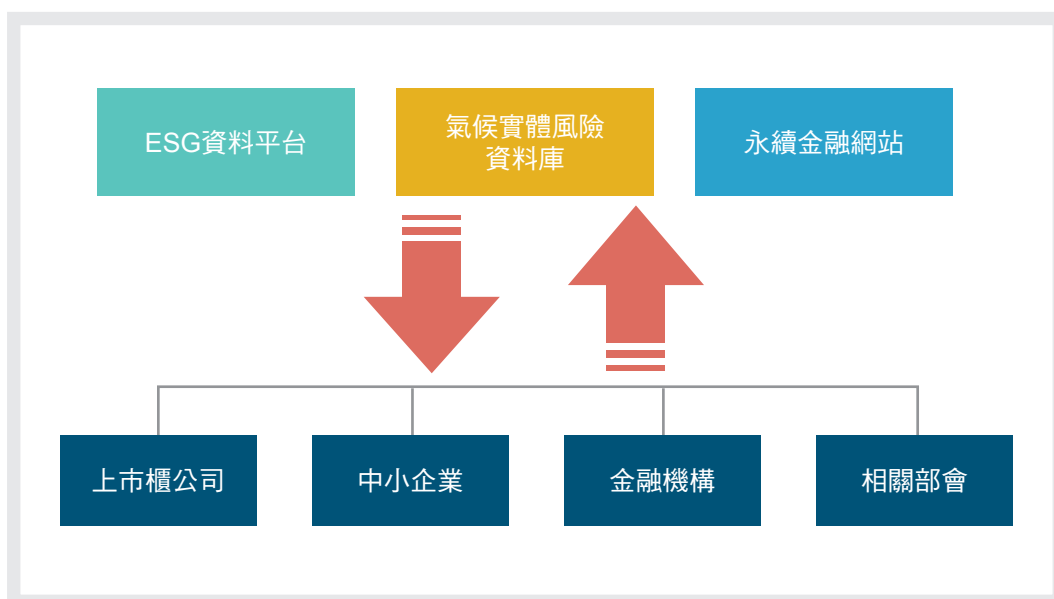 ESG資料平台
氣候實體風險
資料庫
永續金融網站
上市櫃公司
中小企業
金融機構
相關部會